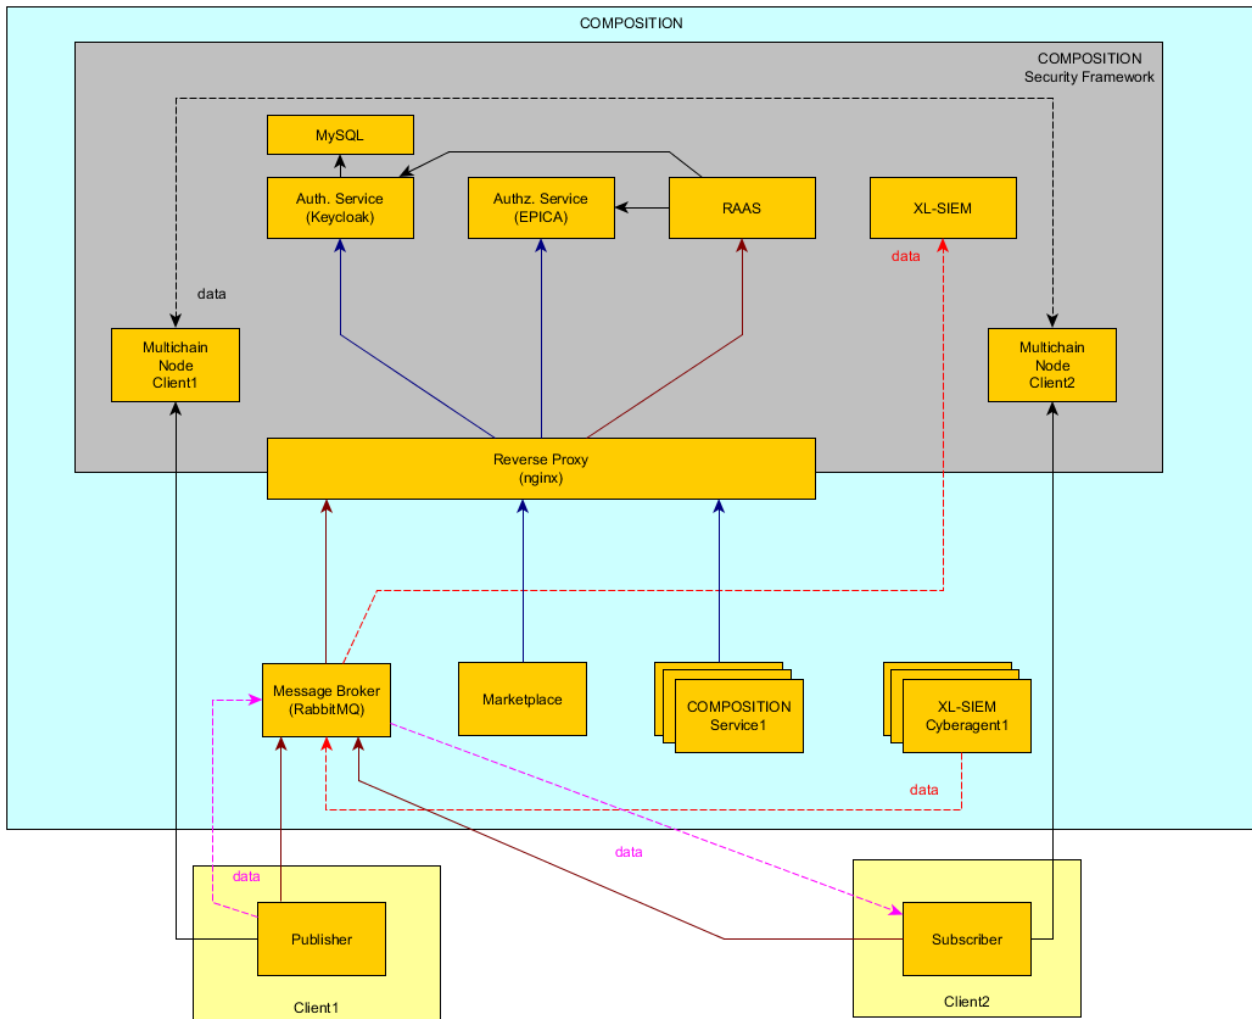 COMPOSITION
COMPOSITION
Security Framework
MySQL
Auth. Service
(Keycloak)
Authz. Service
(EPICA)
RAAS
XL-SIEM
data
data
Multichain
Node
Client1
Multichain
Node
Client2
Reverse Proxy
(nginx)
Message Broker
(RabbitMQ)
Marketplace
COMPOSITION
Service1
XL-SIEM
Cyberagent1
data
data
data
Publisher
Subscriber
Client1
Client2